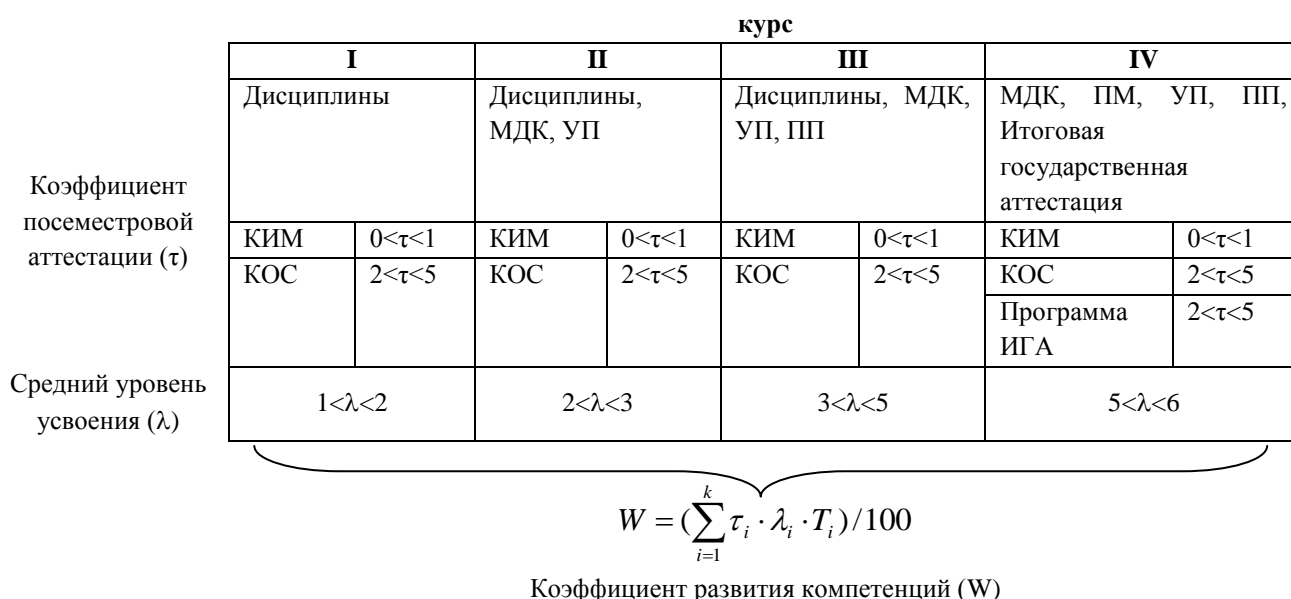 курс
I II III IV
Дисциплины Дисциплины, Дисциплины, МДК, МДК, ПМ, УП, ПП,
МДК, УП УП, ПП Итоговая
государственная
аттестация
Коэффициент
посеместровой
аттестации (τ)
КИМ 0<τ<1 КИМ 0<τ<1 КИМ 0<τ<1 КИМ 0<τ<1
КОС 2<τ<5 КОС 2<τ<5 КОС 2<τ<5 КОС 2<τ<5
Программа 2<τ<5
ИГА
Средний уровень
усвоения (λ)
1<λ<2 2<λ<3 3<λ<5 5<λ<6
W = (∑_{i=1}^{k} τ_i · λ_i · T_i) / 100
Коэффициент развития компетенций (W)